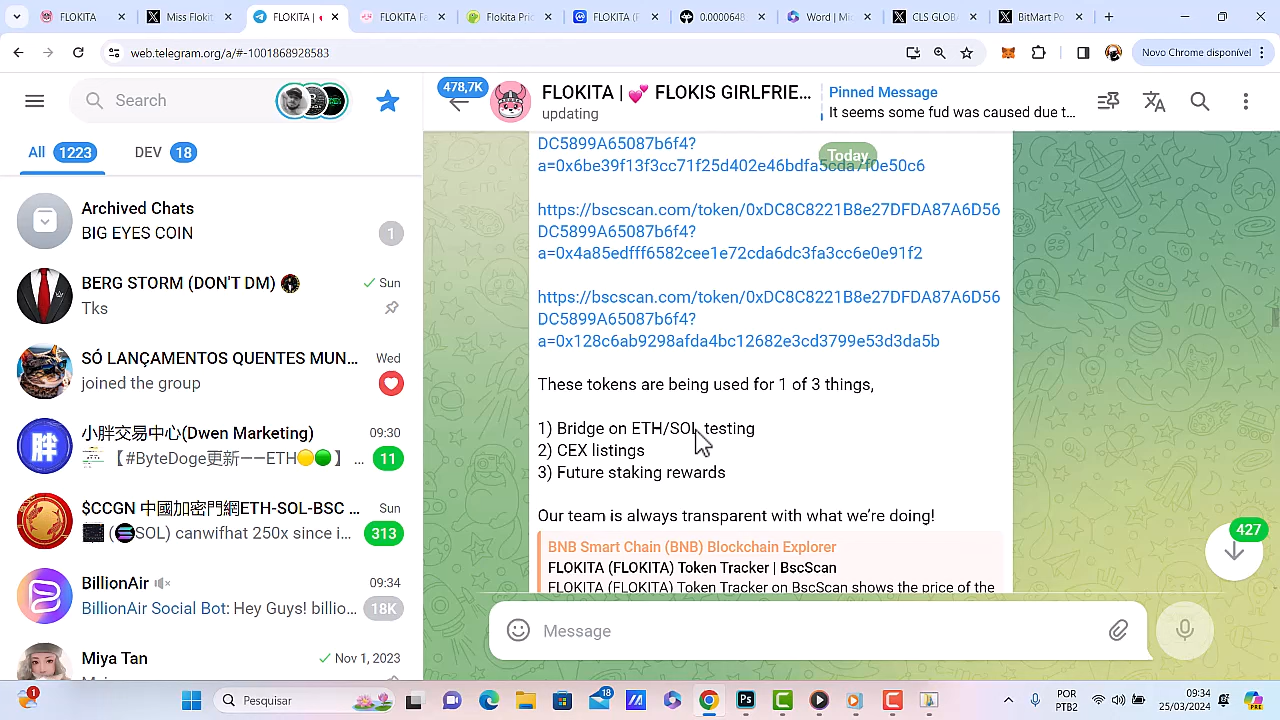 FLOKITA
Miss Flokit
FLOKITA |
FLOKITA Fa
Flokita Pric
FLOKITA (F
0.0000648
Word | Mi
CLS GLOB
BitMart Po
web.telegram.org/a/#-1001868928583
Novo Chrome disponível
Search
478,7K
FLOKITA | 💕 FLOKIS GIRLFRIE...
updating
Pinned Message
It seems some fud was caused due t...
All 1223
DEV 18
Archived Chats
BIG EYES COIN
1
BERG STORM (DON'T DM)
Sun
Tks
SÓ LANÇAMENTOS QUENTES MUN...
Wed
joined the group
小胖交易中心(Dwen Marketing)
09:30
【#ByteDoge更新一一ETH🟡🟢】 ...
11
$CCGN 中國加密門網ETH-SOL-BSC ...
Sun
SOL) canwifhat 250x since i...
313
BillionAir
09:34
BillionAir Social Bot: Hey Guys! billio...
18K
Miya Tan
Nov 1, 2023
Today
DC5899A65087b6f4?
a=0x6be39f13f3cc71f25d402e46bdfa5cda7f0e50c6
https://bscscan.com/token/0xDC8C8221B8e27DFDA87A6D56
DC5899A65087b6f4?
a=0x4a85edfff6582cee1e72cda6dc3fa3cc6e0e91f2
https://bscscan.com/token/0xDC8C8221B8e27DFDA87A6D56
DC5899A65087b6f4?
a=0x128c6ab9298afda4bc12682e3cd3799e53d3da5b
These tokens are being used for 1 of 3 things,
1) Bridge on ETH/SOL testing
2) CEX listings
3) Future staking rewards
Our team is always transparent with what we're doing!
BNB Smart Chain (BNB) Blockchain Explorer
FLOKITA (FLOKITA) Token Tracker | BscScan
FLOKITA (FLOKITA) Token Tracker on BscScan shows the price of the
427
Message
1
Pesquisar
18
POR
PTB2
09:34
25/03/2024